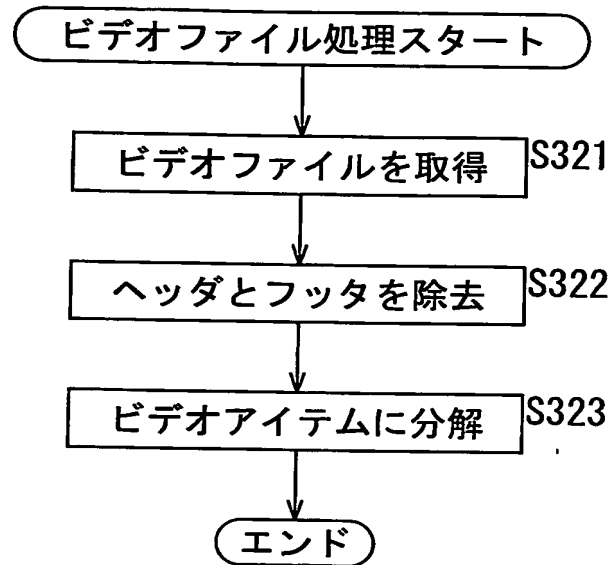 ビデオファイル処理スタート
ビデオファイルを取得 S321
ヘッダとフッタを除去 S322
ビデオアイテムに分解 S323
エンド